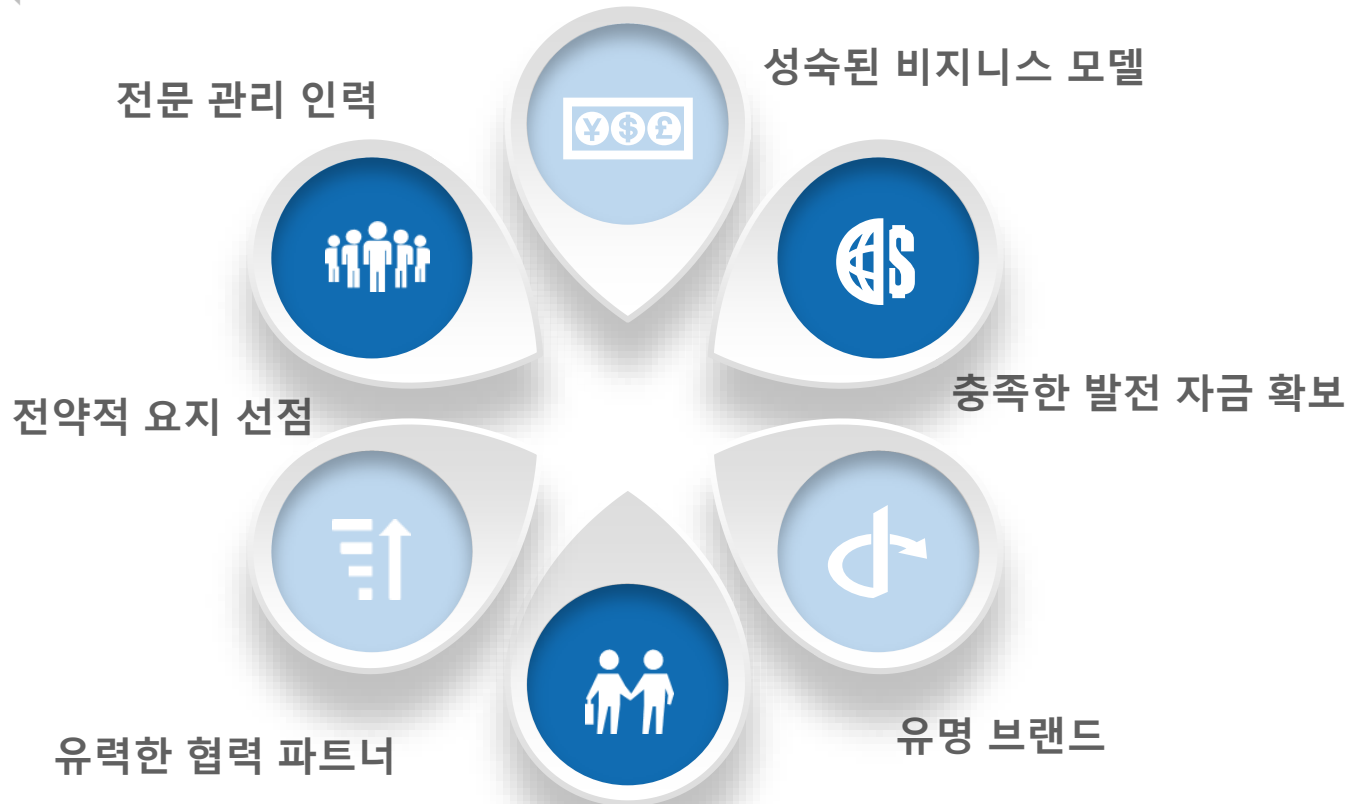 성숙된 비지니스 모델
전문 관리 인력
¥$£
$
충족한 발전 자금 확보
전약적 요지 선점
유명 브랜드
유력한 협력 파트너